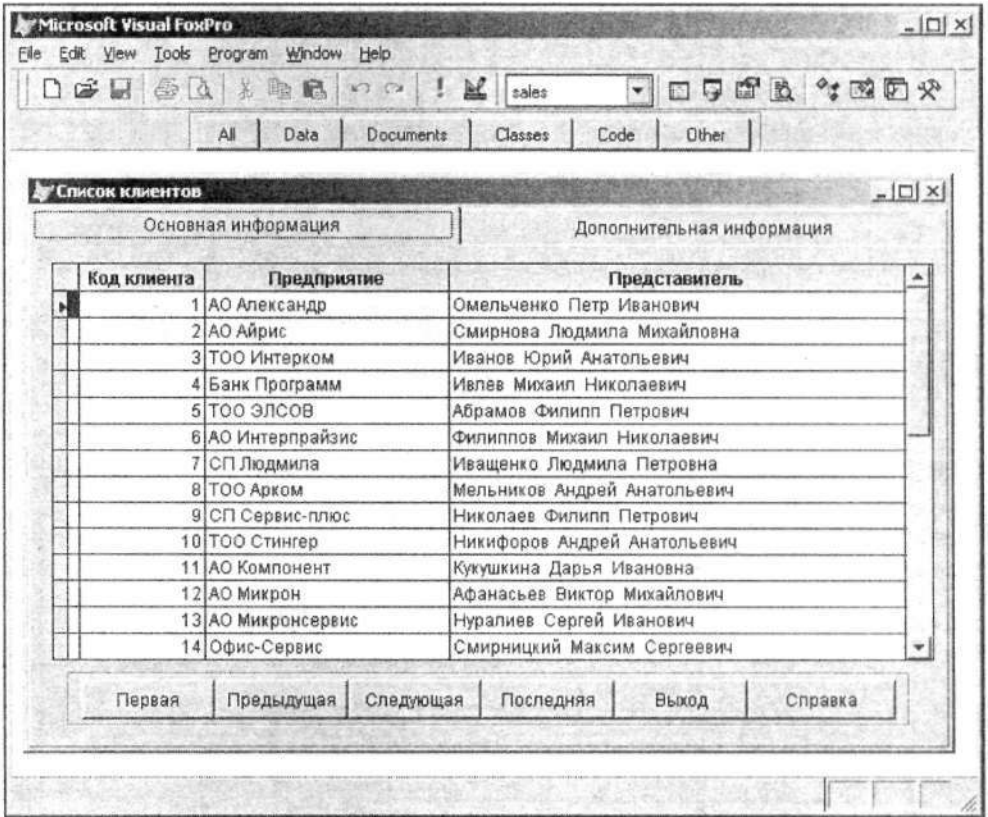 Microsoft Visual FoxPro
File Edit View Tools Program Window Help
sales
All Data Documents Classes Code Other
Список клиентов
Основная информация Дополнительная информация
Код клиента Предприятие Представитель
1 АО Александр Омельченко Петр Иванович
2 АО Айрис Смирнова Людмила Михайловна
3 ТОО Интерком Иванов Юрий Анатольевич
4 Банк Программ Ивлев Михаил Николаевич
5 ТОО ЭЛСОВ Абрамов Филипп Петрович
6 АО Интерпрайзис Филиппов Михаил Николаевич
7 СП Людмила Иващенко Людмила Петровна
8 ТОО Арком Мельников Андрей Анатольевич
9 СП Сервис-плюс Николаев Филипп Петрович
10 ТОО Стингер Никифоров Андрей Анатольевич
11 АО Компонент Кукушкина Дарья Ивановна
12 АО Микрон Афанасьев Виктор Михайлович
13 АО Микронсервис Нуралиев Сергей Иванович
14 Офис-Сервис Смирницкий Максим Сергеевич
Первая Предыдущая Следующая Последняя Выход Справка